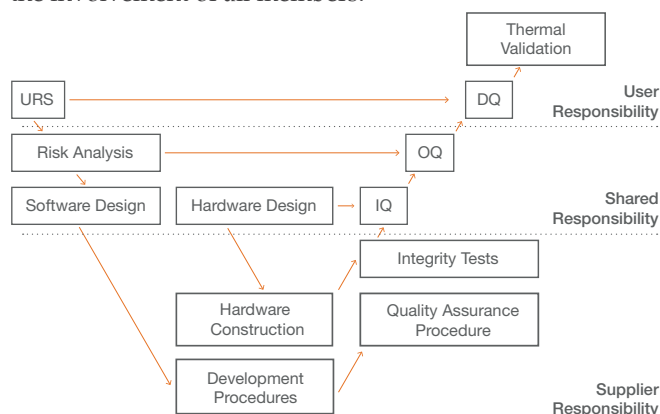 the involvement of all members.
Thermal
Validation
URS
DQ
User
Responsibility
Risk Analysis
OQ
Software Design
Hardware Design
IQ
Shared
Responsibility
Integrity Tests
Hardware
Construction
Quality Assurance
Procedure
Development
Procedures
Supplier
Responsibility